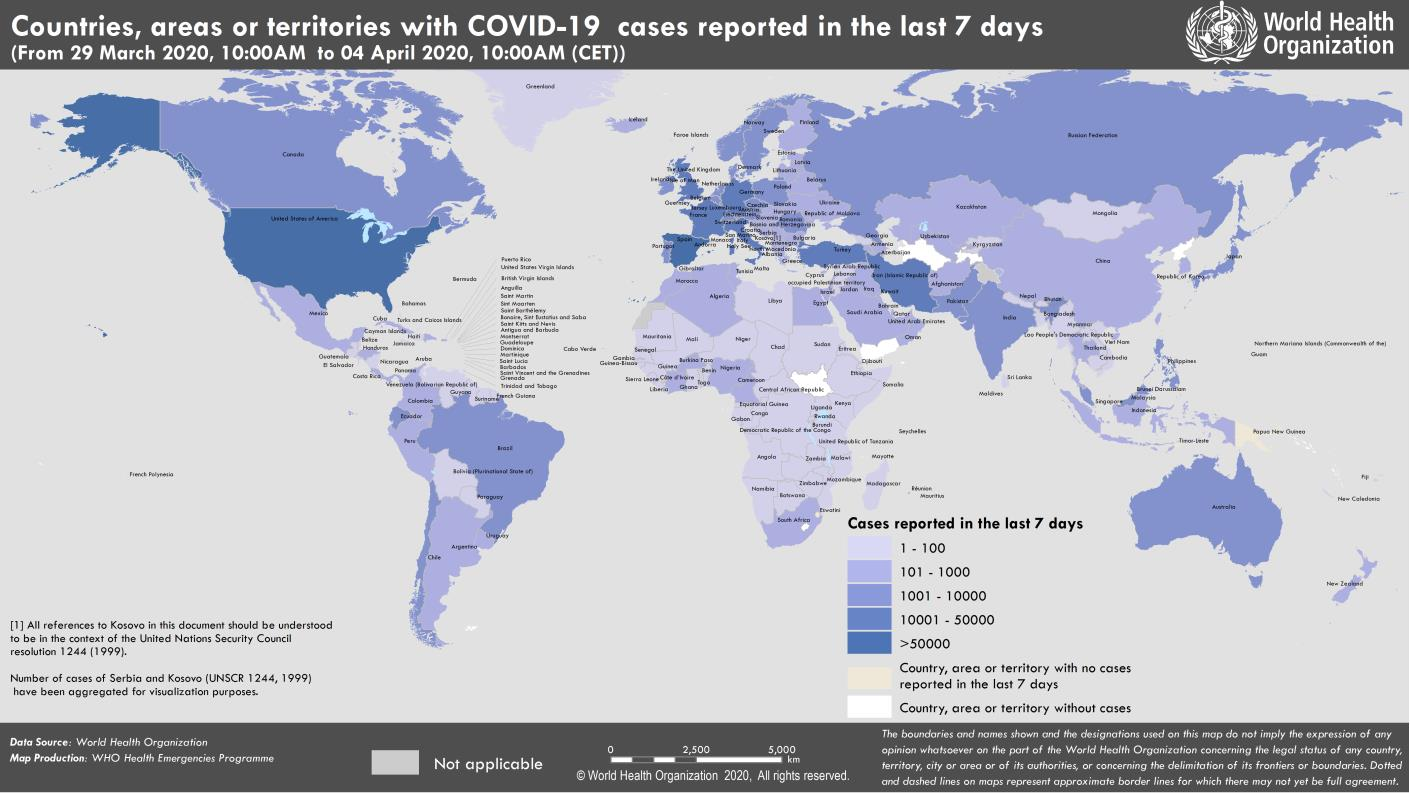 Countries, areas or territories with COVID-19 cases reported in the last 7 days
(From 29 March 2020, 10:00AM to 04 April 2020, 10:00AM (CET))
World Health
Organization
Greenland
Iceland
Faroe Islands
Norway
Finland
Sweden
Russian Federation
Estonia
Latvia
Lithuania
Denmark
Canada
The United Kingdom
Ireland
Isle of Man
Netherlands
Belarus
Poland
Germany
Belgium
Guernsey
Jersey
Luxembourg
Czechia
Slovakia
Ukraine
Kazakhstan
Mongolia
France
Liechtenstein
Hungary
Republic of Moldova
United States of America
Switzerland
Slovenia
Romania
Croatia
Bosnia and Herzegovina
San Marino
Serbia
Kosovo[1]
Monaco
Italy
Montenegro
Bulgaria
Georgia
Uzbekistan
Portugal
Spain
Andorra
Holy See
Albania
Armenia
Azerbaijan
Kyrgyzstan
Greece
Turkey
China
Japan
Republic of Korea
Gibraltar
Tunisia
Malta
Cyprus
Syrian Arab Republic
Lebanon
Iran (Islamic Republic of)
Afghanistan
Morocco
occupied Palestinian territory
Israel
Jordan
Iraq
Kuwait
Pakistan
Nepal
Bhutan
Algeria
Libya
Egypt
Bahrain
Qatar
Saudi Arabia
United Arab Emirates
India
Bangladesh
Myanmar
Lao People's Democratic Republic
Oman
Viet Nam
Thailand
Cambodia
Philippines
Northern Mariana Islands (Commonwealth of the)
Guam
Puerto Rico
United States Virgin Islands
Bermuda
British Virgin Islands
Anguilla
Saint Martin
Sint Maarten
Saint Barthélemy
Bonaire, Sint Eustatius and Saba
Saint Kitts and Nevis
Antigua and Barbuda
Montserrat
Guadeloupe
Dominica
Martinique
Saint Lucia
Barbados
Saint Vincent and the Grenadines
Grenada
Trinidad and Tobago
Bahamas
Mexico
Cuba
Turks and Caicos Islands
Cayman Islands
Belize
Haiti
Jamaica
Honduras
Guatemala
El Salvador
Nicaragua
Aruba
Panama
Costa Rica
Venezuela (Bolivarian Republic of)
Guyana
Suriname
French Guiana
Colombia
Ecuador
Peru
Brazil
Bolivia (Plurinational State of)
Paraguay
Uruguay
Argentina
Chile
French Polynesia
Cabo Verde
Mauritania
Mali
Niger
Chad
Sudan
Eritrea
Senegal
Gambia
Guinea-Bissau
Guinea
Burkina Faso
Benin
Nigeria
Djibouti
Ethiopia
Sierra Leone
Côte d'Ivoire
Togo
Liberia
Ghana
Cameroon
Central African Republic
Somalia
Equatorial Guinea
Congo
Gabon
Uganda
Kenya
Rwanda
Burundi
Democratic Republic of the Congo
United Republic of Tanzania
Seychelles
Angola
Zambia
Malawi
Mayotte
Mozambique
Zimbabwe
Madagascar
Namibia
Botswana
Réunion
Mauritius
Eswatini
South Africa
Sri Lanka
Maldives
Brunei Darussalam
Malaysia
Singapore
Indonesia
Timor-Leste
Papua New Guinea
Fiji
New Caledonia
Australia
New Zealand
Cases reported in the last 7 days
1 - 100
101 - 1000
1001 - 10000
10001 - 50000
>50000
Country, area or territory with no cases
reported in the last 7 days
Country, area or territory without cases
[1] All references to Kosovo in this document should be understood
to be in the context of the United Nations Security Council
resolution 1244 (1999).
Number of cases of Serbia and Kosovo (UNSCR 1244, 1999)
have been aggregated for visualization purposes.
Data Source: World Health Organization
Map Production: WHO Health Emergencies Programme
Not applicable
0 2,500 5,000
km
© World Health Organization 2020, All rights reserved.
The boundaries and names shown and the designations used on this map do not imply the expression of any
opinion whatsoever on the part of the World Health Organization concerning the legal status of any country,
territory, city or area or of its authorities, or concerning the delimitation of its frontiers or boundaries. Dotted
and dashed lines on maps represent approximate border lines for which there may not yet be full agreement.